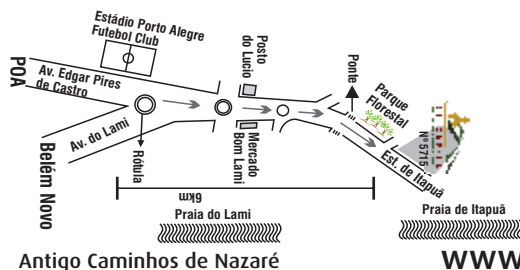 Estádio Porto Alegre
Futebol Club
POA
Av. Edgar Pires
de Castro
Av. do Lami
Belém Novo
Rótula
Posto
do Lucio
Mercado
Bom Lami
Ponte
Parque
Florestal
Nº 5715
Est. de Itapuã
6km
Praia do Lami
Praia de Itapuã
Antigo Caminhos de Nazaré
WWW